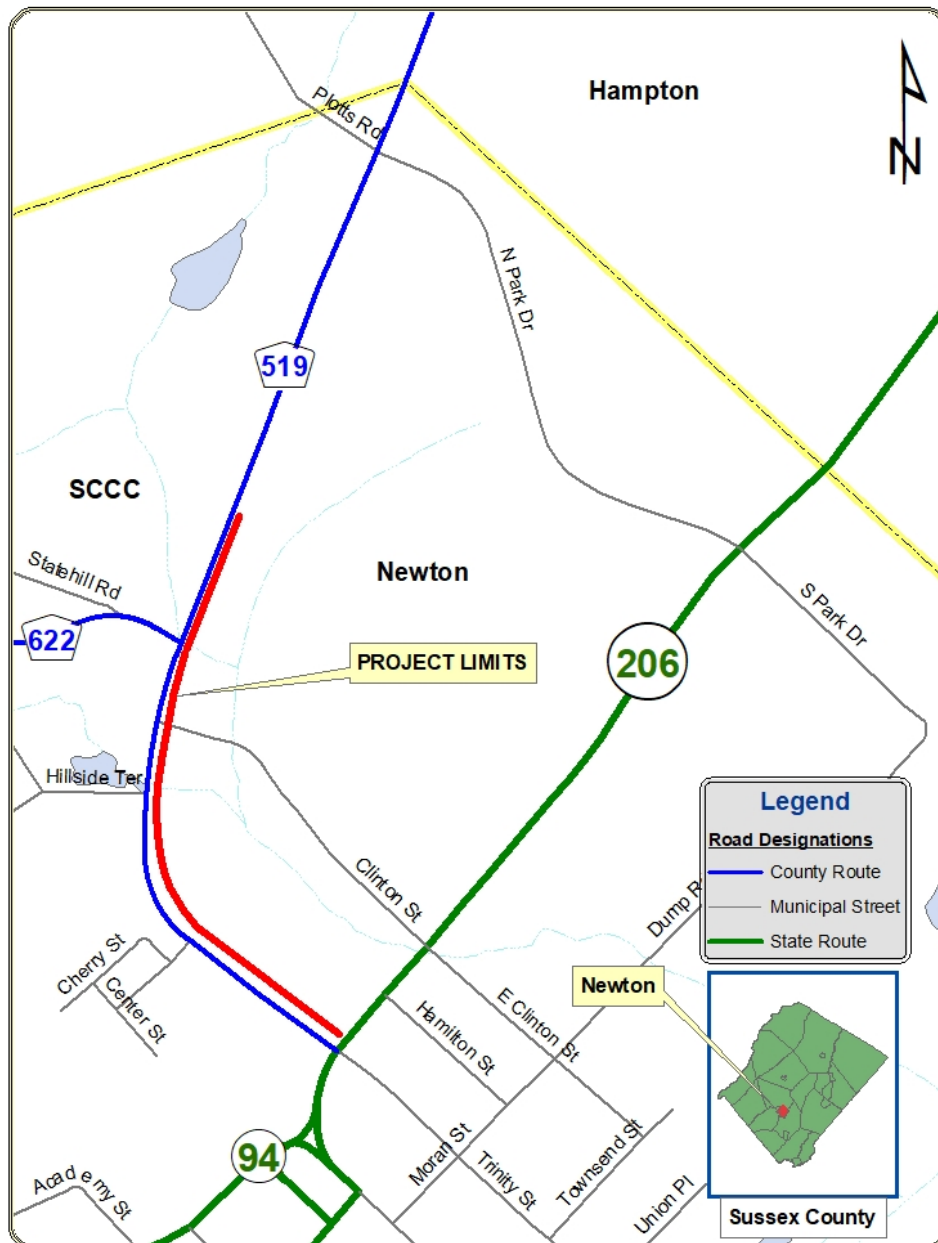 Hampton
Plotts Rd
N
N Park Dr
519
SCCC
Newton
Statehill Rd
622
206
S Park Dr
PROJECT LIMITS
Hillside Ter
Legend
Road Designations
County Route
Municipal Street
State Route
Clinton St
Cherry St
Center St
Newton
Hamilton St
E Clinton St
94
Moran St
Trinity St
Townsend St
Academy St
Union Pl
Sussex County
Dump